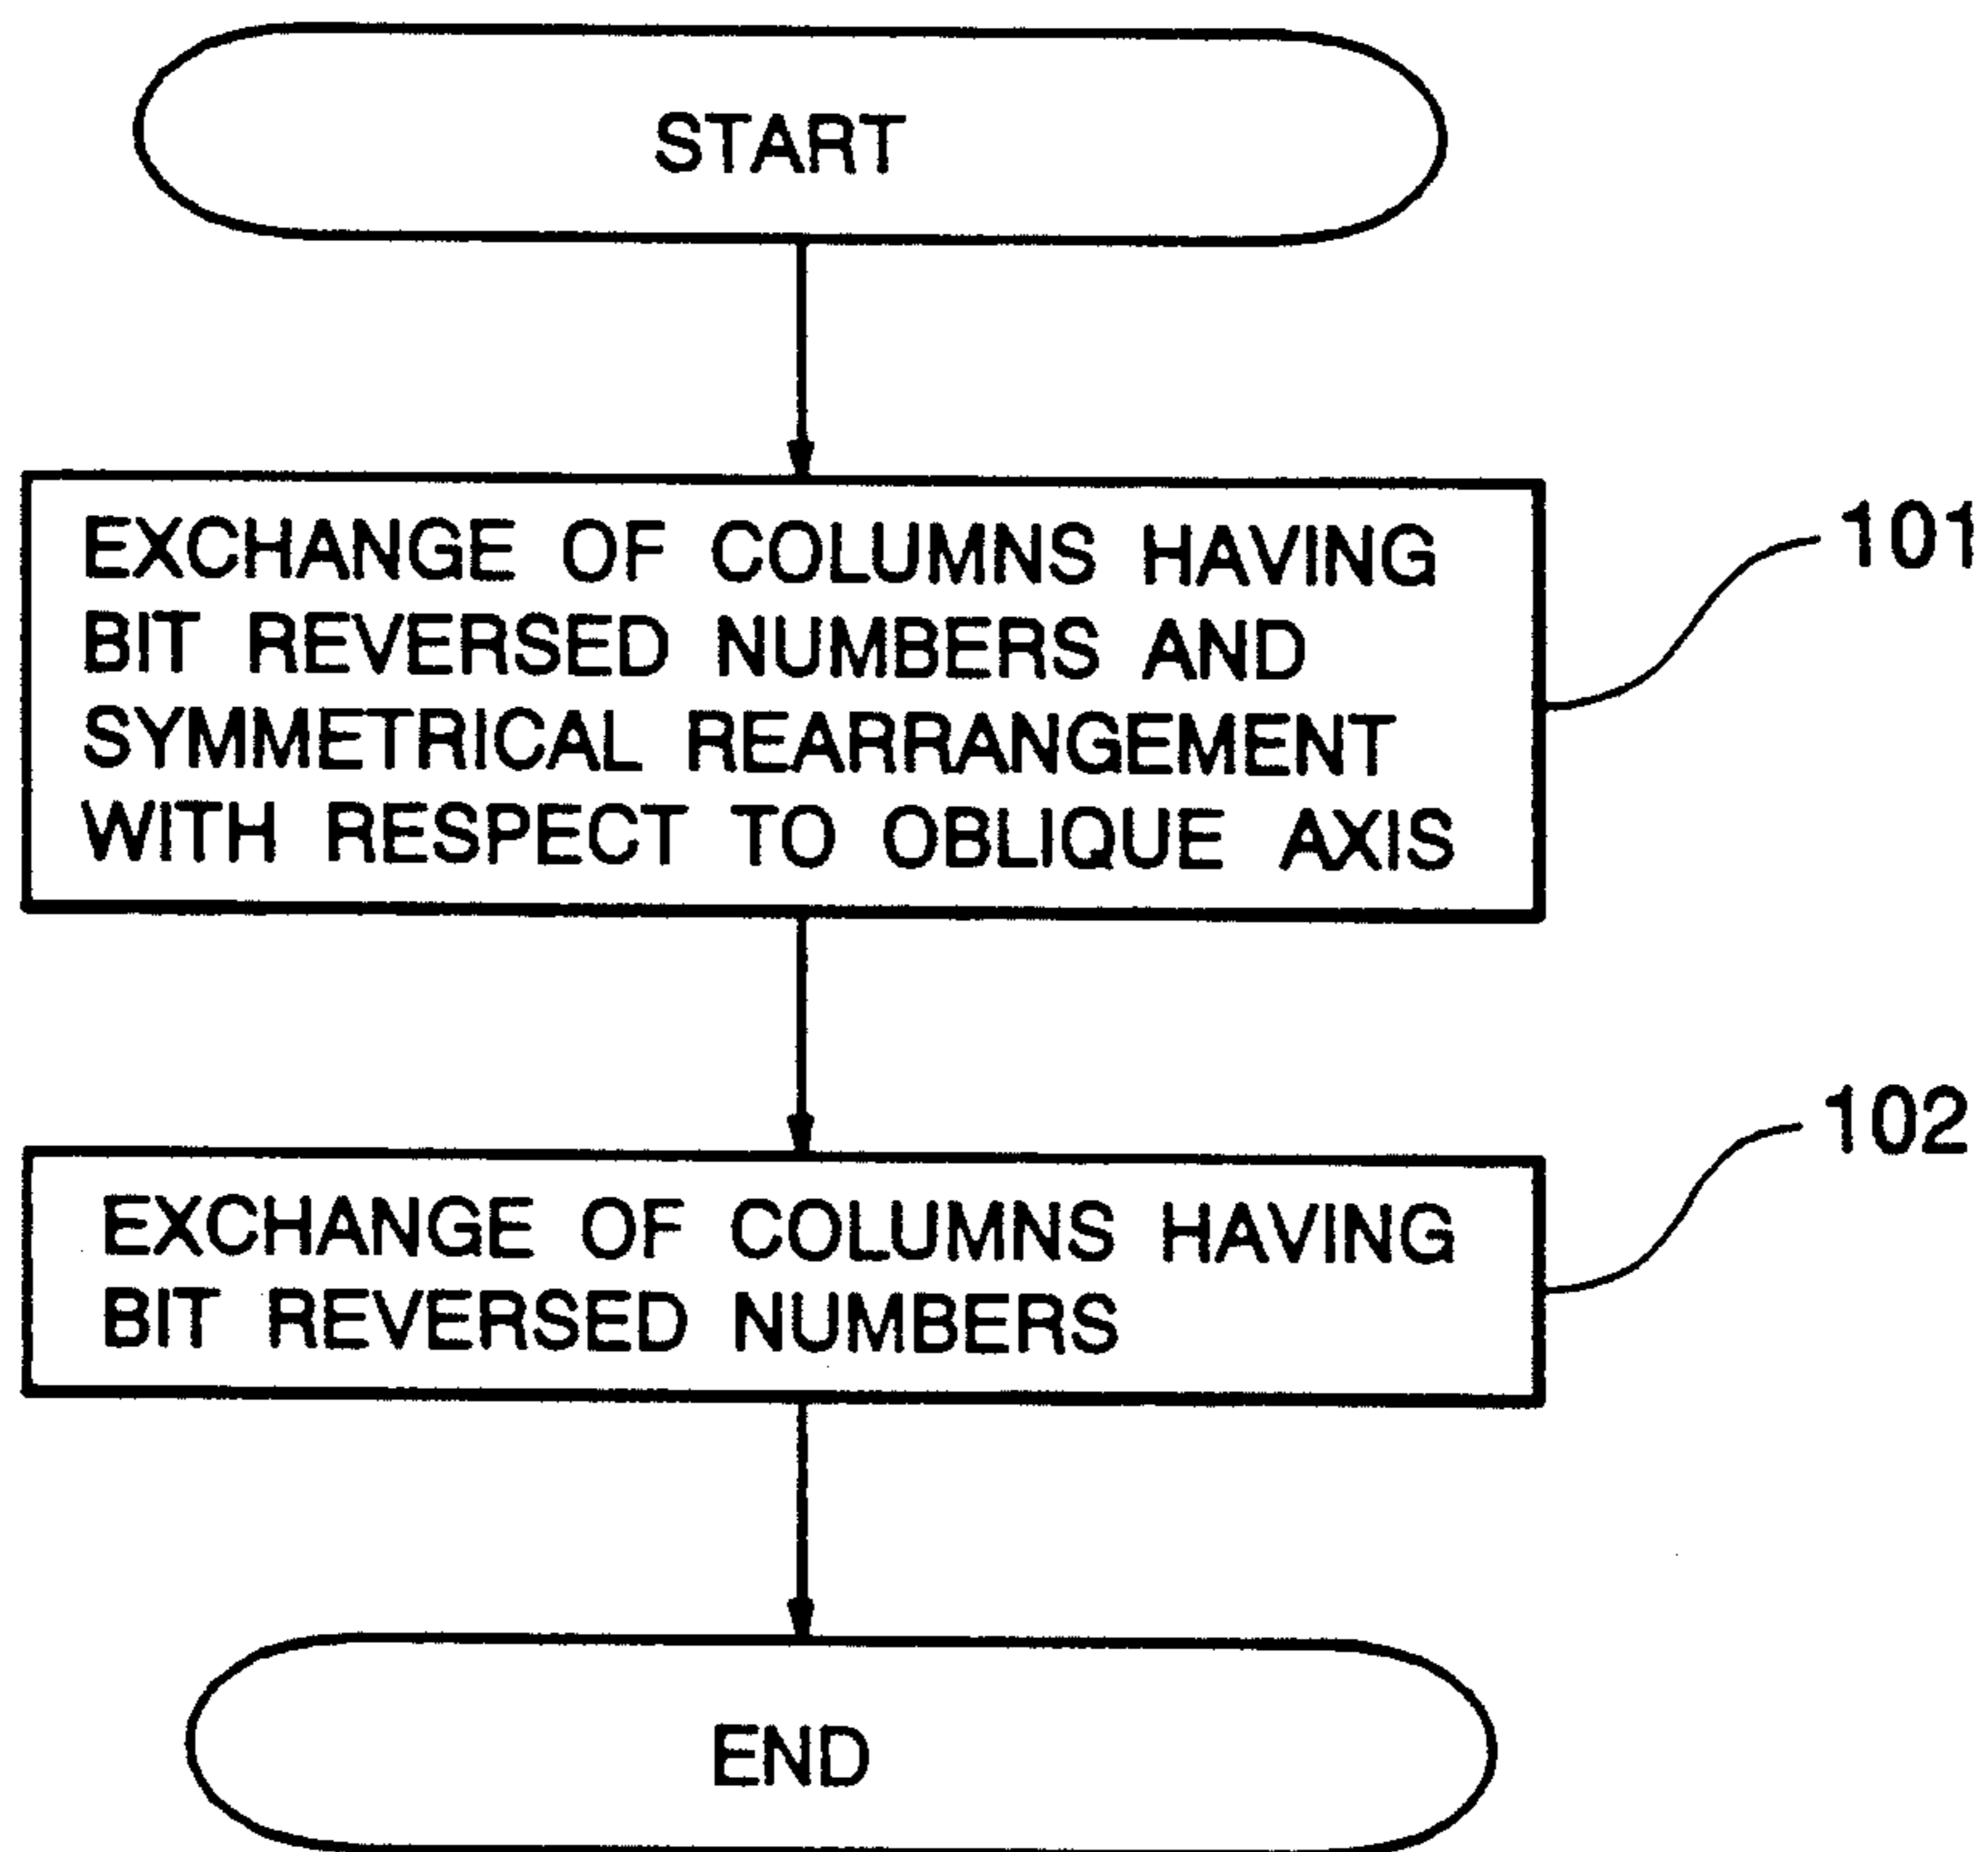 START
EXCHANGE OF COLUMNS HAVING
BIT REVERSED NUMBERS AND
SYMMETRICAL REARRANGEMENT
WITH RESPECT TO OBLIQUE AXIS
101
EXCHANGE OF COLUMNS HAVING
BIT REVERSED NUMBERS
102
END